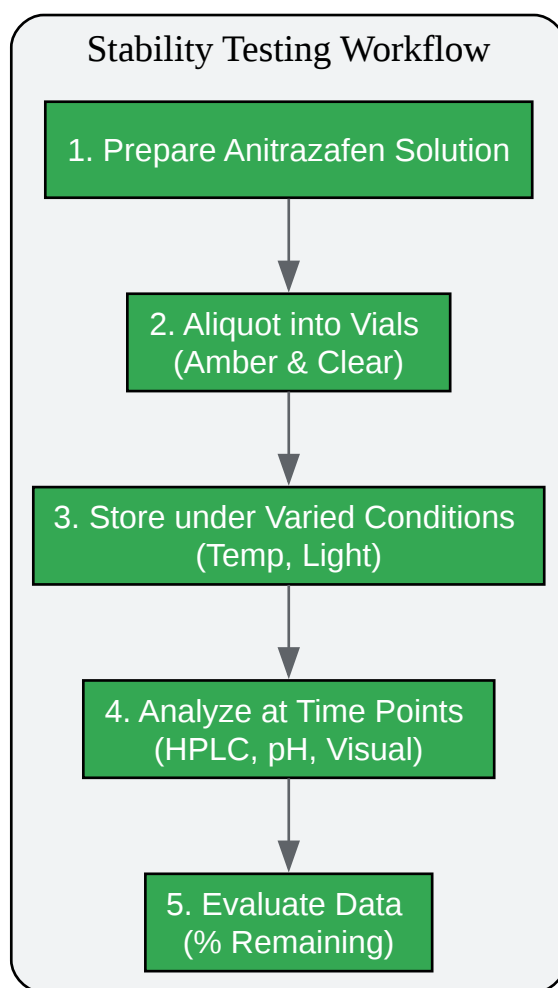 Stability Testing Workflow
1. Prepare Anitrazafen Solution
2. Aliquot into Vials
(Amber & Clear)
3. Store under Varied Conditions
(Temp, Light)
4. Analyze at Time Points
(HPLC, pH, Visual)
5. Evaluate Data
(% Remaining)